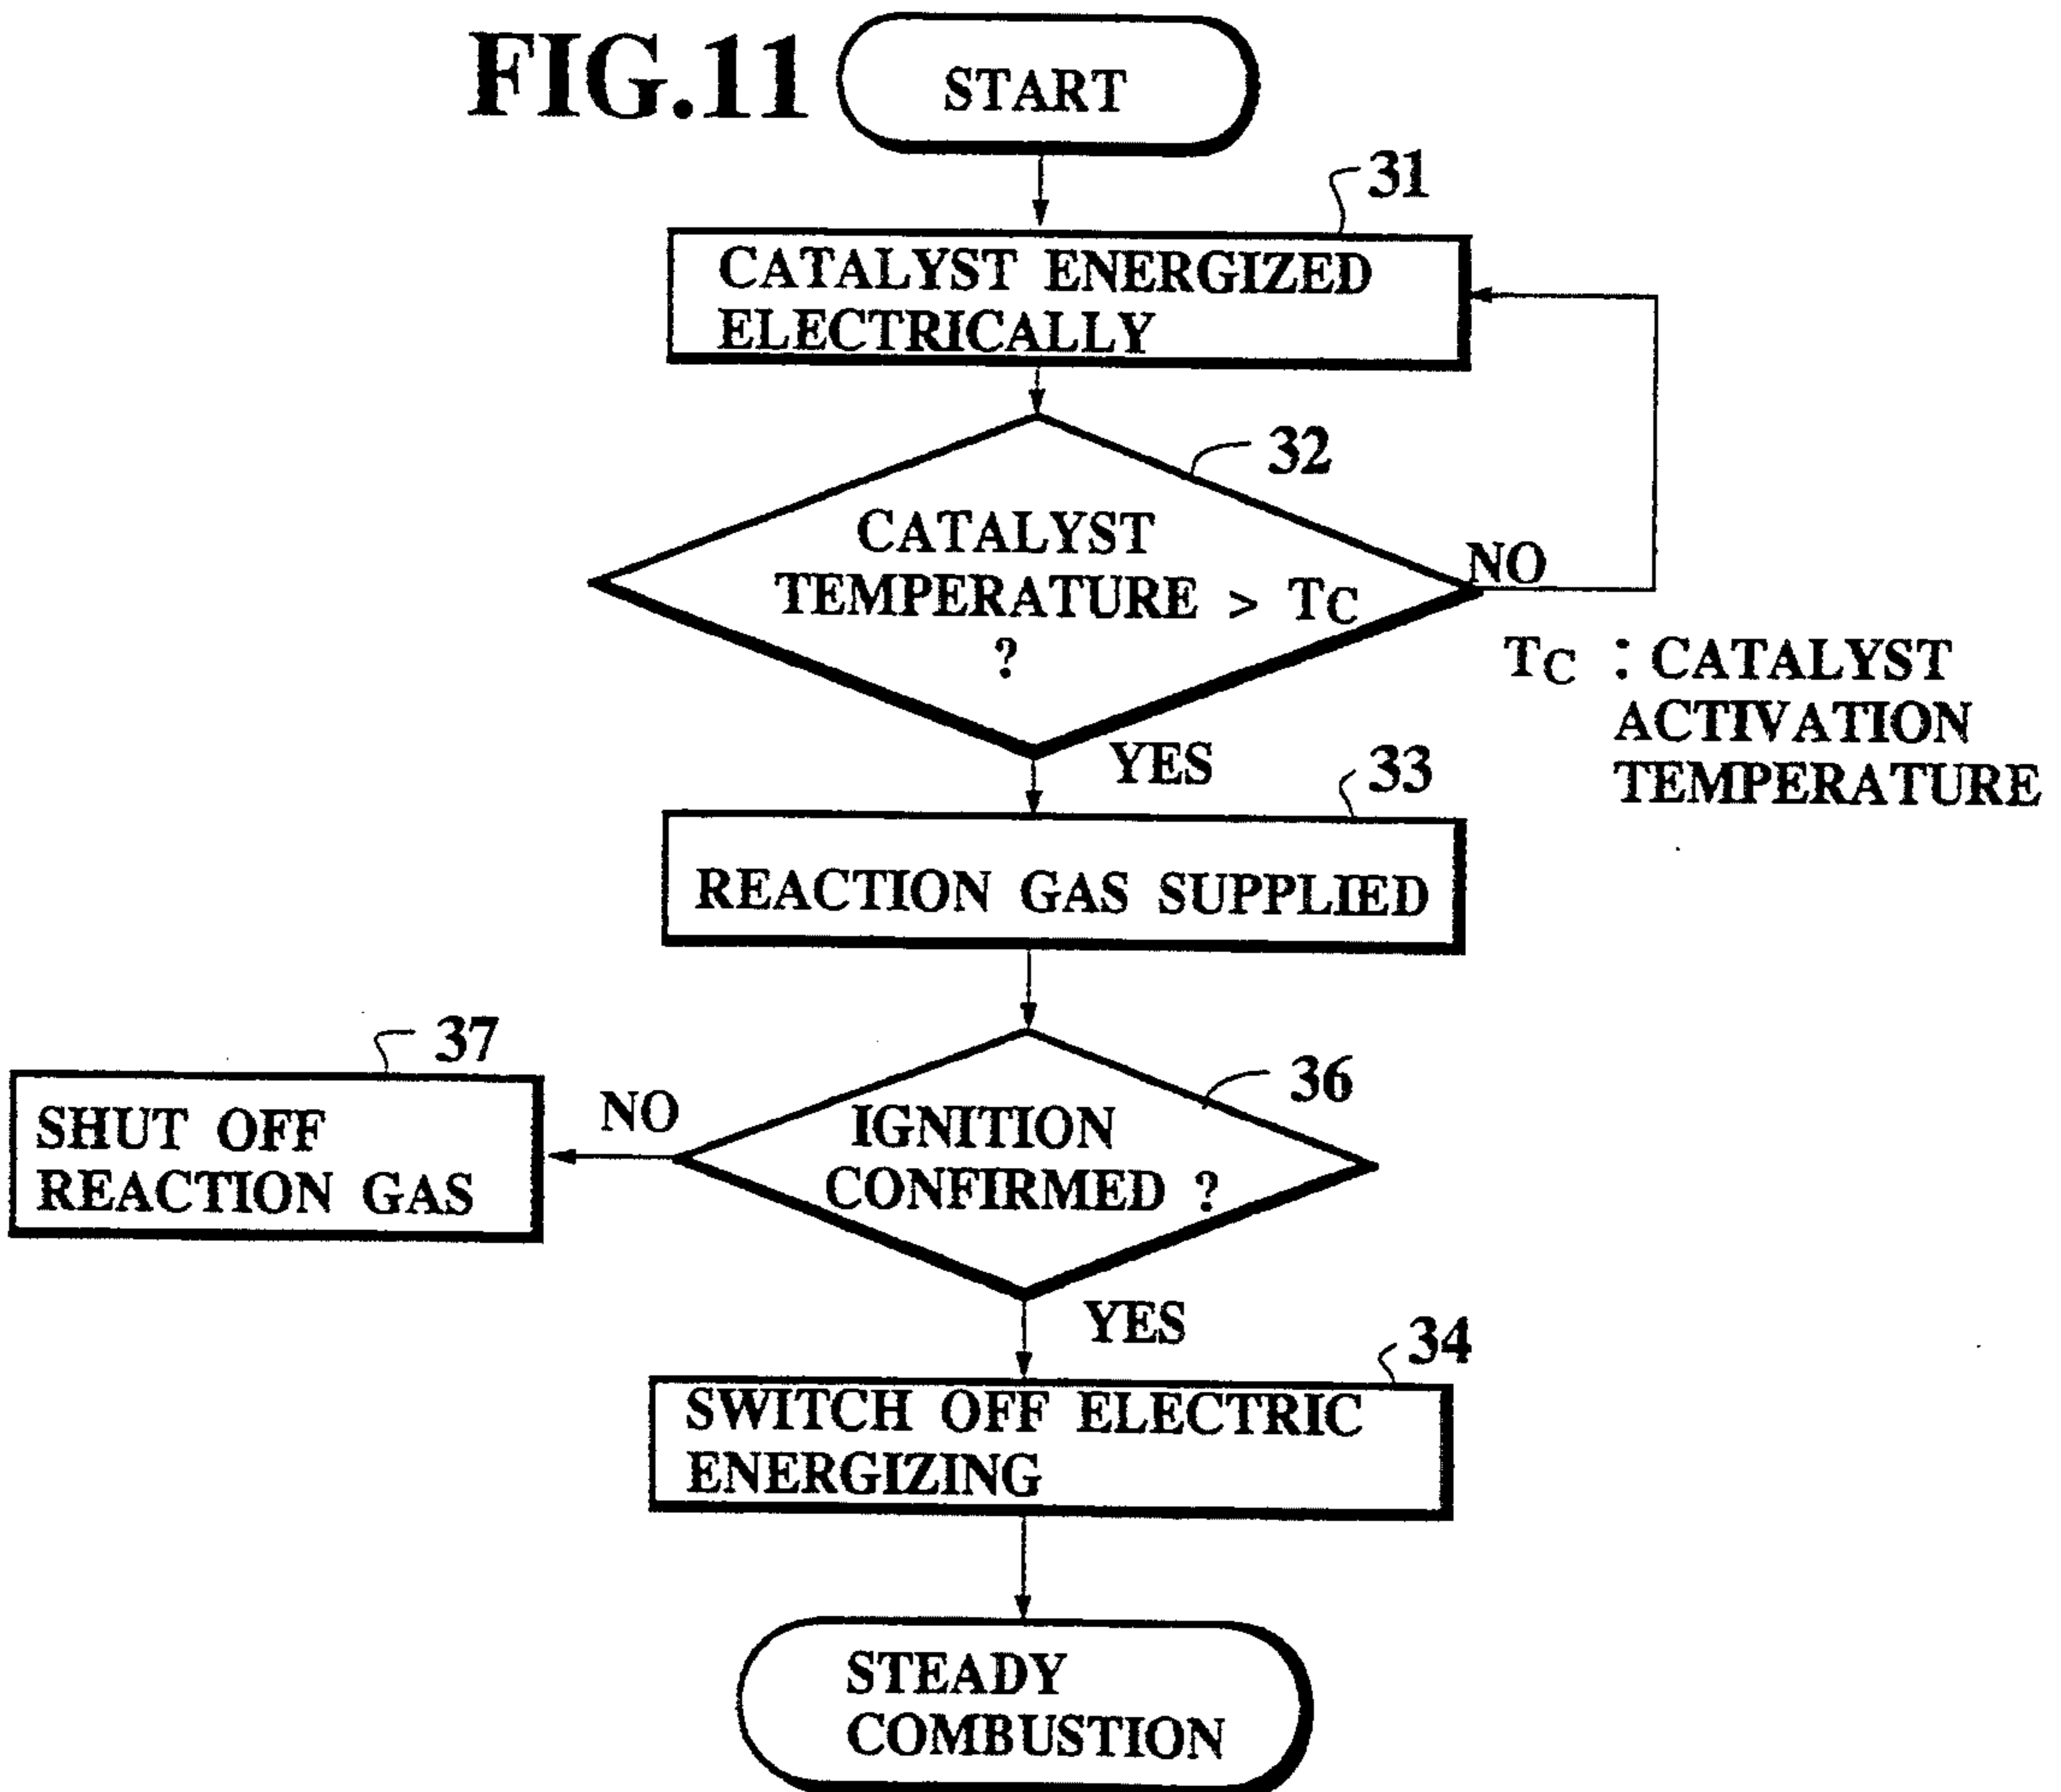 FIG.11
START
31
CATALYST ENERGIZED
ELECTRICALLY
32
CATALYST
TEMPERATURE > TC
?
NO
TC : CATALYST
ACTIVATION
TEMPERATURE
YES
33
REACTION GAS SUPPLIED
37
SHUT OFF
REACTION GAS
NO
36
IGNITION
CONFIRMED ?
YES
34
SWITCH OFF ELECTRIC
ENERGIZING
STEADY
COMBUSTION